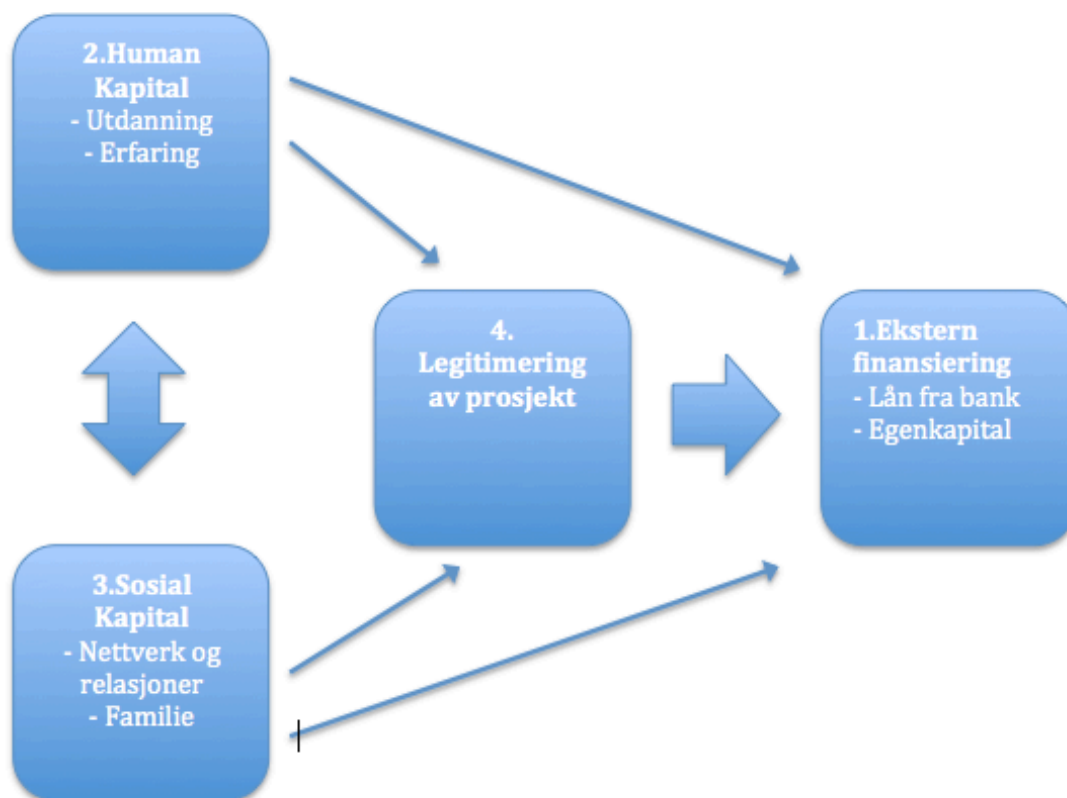 2.Human
Kapital
- Utdanning
- Erfaring
4.
Legitimering
av prosjekt
1.Ekstern
finansiering
- Lån fra bank
- Egenkapital
3.Sosial
Kapital
- Nettverk og
relasjoner
- Familie